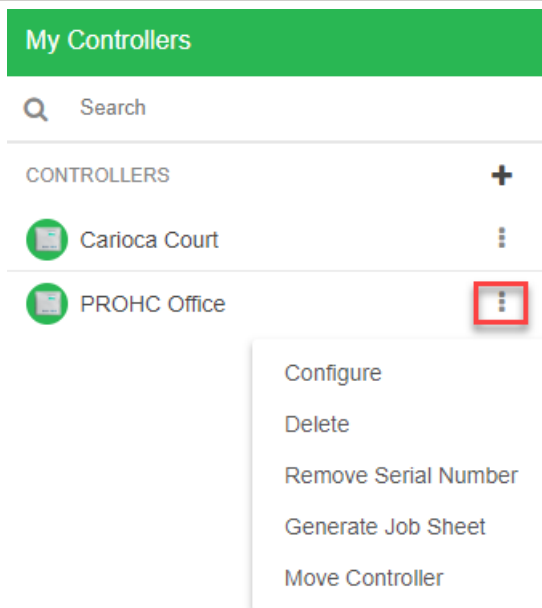 My Controllers
Search
CONTROLLERS
Carioca Court
PROHC Office
Configure
Delete
Remove Serial Number
Generate Job Sheet
Move Controller